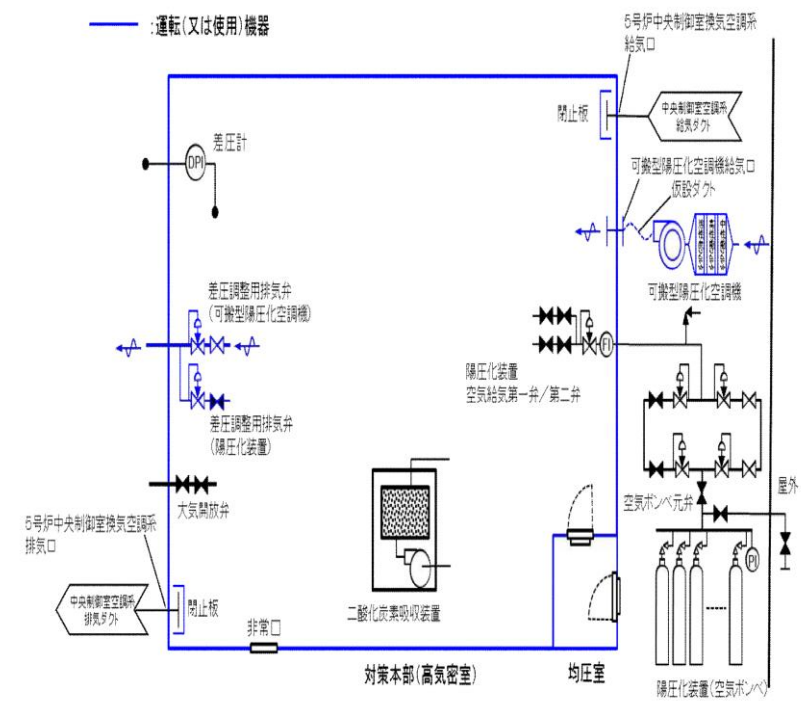 :運転(又は使用)機器
5号炉中央制御室換気空調系
給気口
閉止板
中央制御室空調系
給気ダクト
差圧計
DPI
可搬型陽圧化空調機給気口
仮設ダクト
可搬型陽圧化空調機
差圧調整用排気弁
(可搬型陽圧化空調機)
FI
陽圧化装置
空気給気第一弁/第二弁
差圧調整用排気弁
(陽圧化装置)
大気開放弁
空気ボンベ元弁
屋外
5号炉中央制御室換気空調系
排気口
PI
中央制御室空調系
排気ダクト
閉止板
二酸化炭素吸収装置
非常口
対策本部(高気密室)
均圧室
陽圧化装置(空気ボンベ)